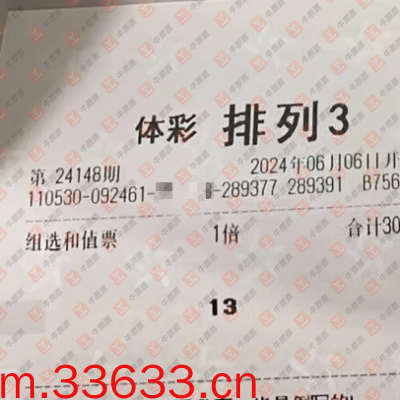 体彩 排列3
第 24148期 2024年06月06日开
110530-092461- -289377 289391 B756
组选和值票 1倍 合计30
13
m.33633.cn